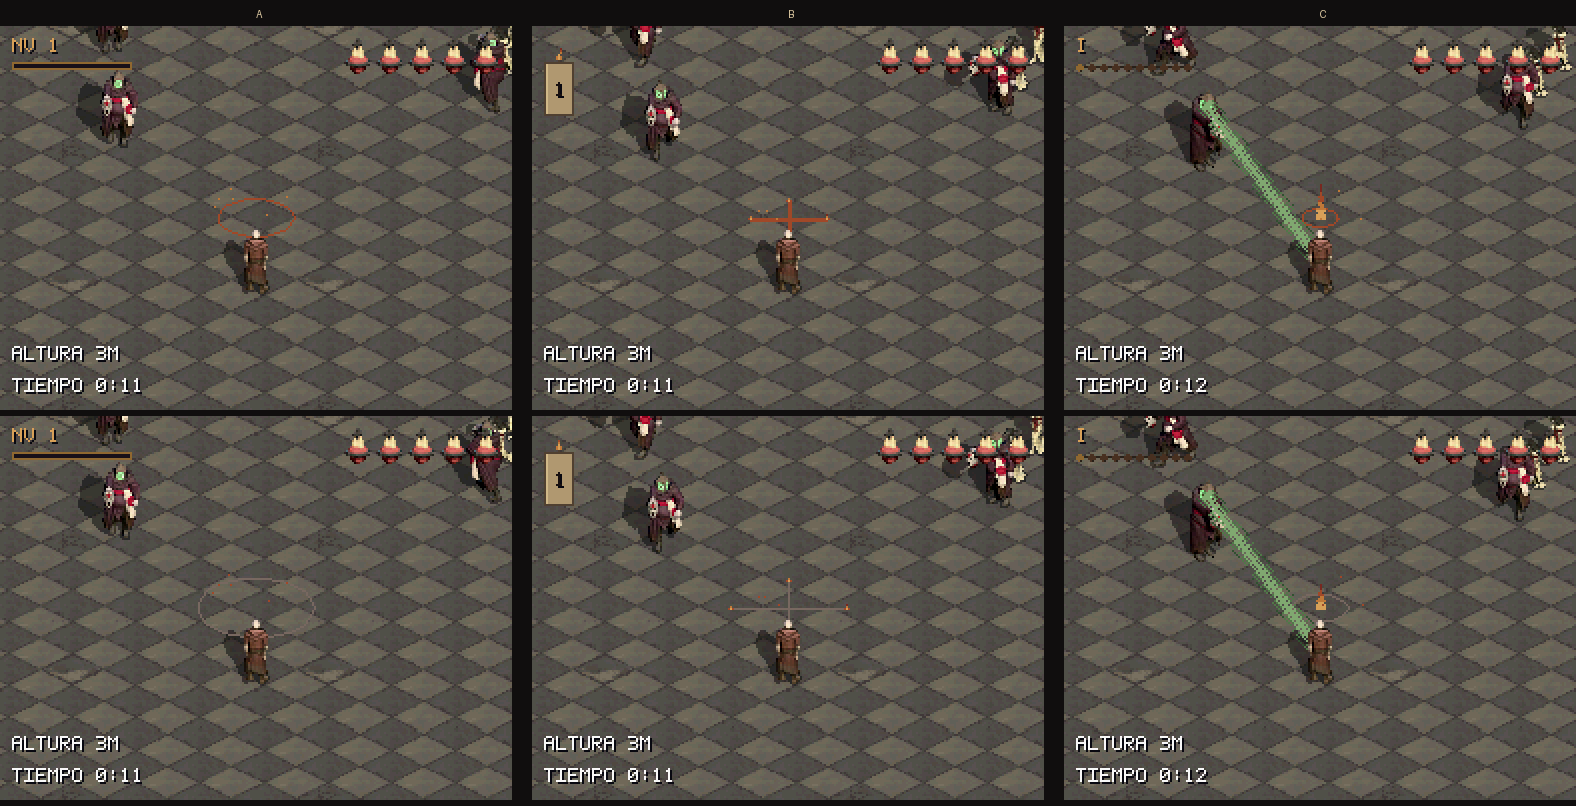 A
B
C
NV 1
1
I
ALTURA 3M
TIEMPO 0:11
ALTURA 3M
TIEMPO 0:11
ALTURA 3M
TIEMPO 0:12
NV 1
1
I
ALTURA 3M
TIEMPO 0:11
ALTURA 3M
TIEMPO 0:11
ALTURA 3M
TIEMPO 0:12